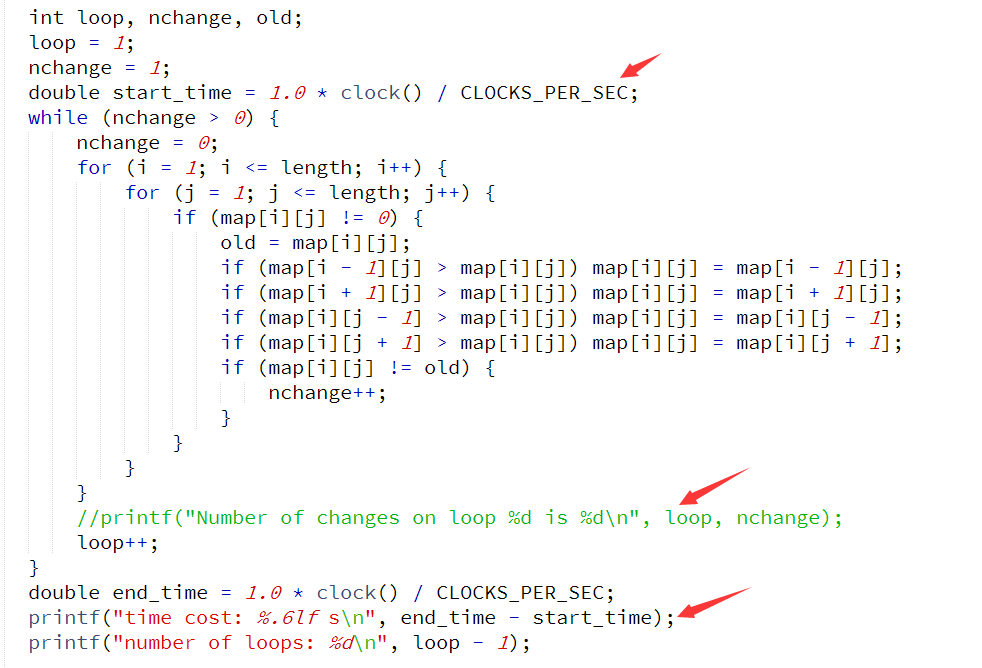 int loop, nchange, old;
loop = 1;
nchange = 1;
double start_time = 1.0 * clock() / CLOCKS_PER_SEC;
while (nchange > 0) {
    nchange = 0;
    for (i = 1; i <= length; i++) {
        for (j = 1; j <= length; j++) {
            if (map[i][j] != 0) {
                old = map[i][j];
                if (map[i - 1][j] > map[i][j]) map[i][j] = map[i - 1][j];
                if (map[i + 1][j] > map[i][j]) map[i][j] = map[i + 1][j];
                if (map[i][j - 1] > map[i][j]) map[i][j] = map[i][j - 1];
                if (map[i][j + 1] > map[i][j]) map[i][j] = map[i][j + 1];
                if (map[i][j] != old) {
                    nchange++;
                }
            }
        }
    }
    //printf("Number of changes on loop %d is %d\n", loop, nchange);
    loop++;
}
double end_time = 1.0 * clock() / CLOCKS_PER_SEC;
printf("time cost: %.6lf s\n", end_time - start_time);
printf("number of loops: %d\n", loop - 1);